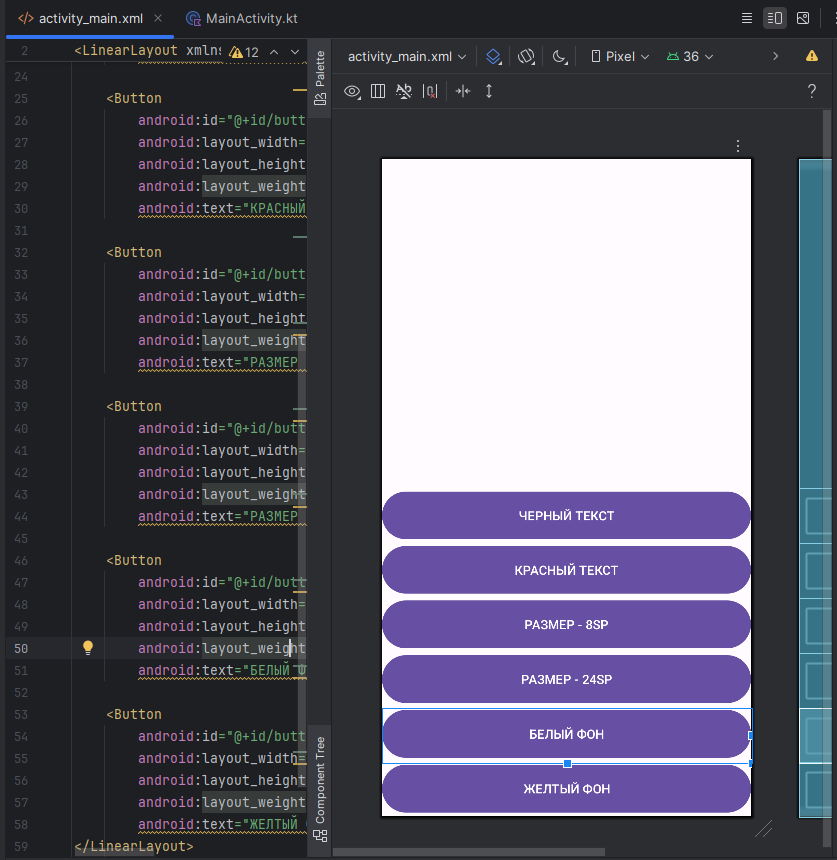 activity_main.xml
MainActivity.kt
2 <LinearLayout xmlns
12
24
25 <Button
26 android:id="@+id/butt
27 android:layout_width=
28 android:layout_height
29 android:layout_weight
30 android:text="КРАСНЫЙ
31
32 <Button
33 android:id="@+id/butt
34 android:layout_width=
35 android:layout_height
36 android:layout_weight
37 android:text="РАЗМЕР
38
39 <Button
40 android:id="@+id/butt
41 android:layout_width=
42 android:layout_height
43 android:layout_weight
44 android:text="РАЗМЕР
45
46 <Button
47 android:id="@+id/butt
48 android:layout_width=
49 android:layout_height
50 android:layout_weight
51 android:text="БЕЛЫЙ Ф
52
53 <Button
54 android:id="@+id/butt
55 android:layout_width=
56 android:layout_height
57 android:layout_weight
58 android:text="ЖЕЛТЫЙ
59 </LinearLayout>
Palette
Component Tree
activity_main.xml
Pixel
36
?
ЧЕРНЫЙ ТЕКСТ
КРАСНЫЙ ТЕКСТ
РАЗМЕР - 8SP
РАЗМЕР - 24SP
БЕЛЫЙ ФОН
ЖЕЛТЫЙ ФОН